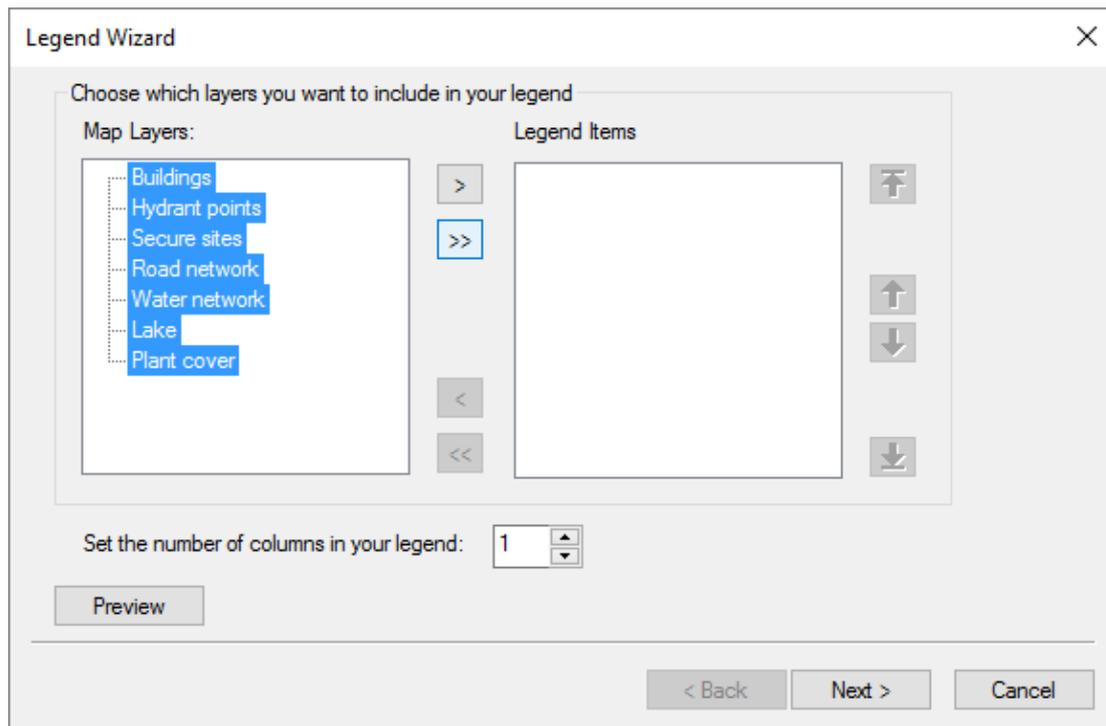 Legend Wizard
Choose which layers you want to include in your legend
Map Layers:
Legend Items
Buildings
Hydrant points
Secure sites
Road network
Water network
Lake
Plant cover
>
>>
<
<<
Set the number of columns in your legend: 1
Preview
< Back
Next >
Cancel